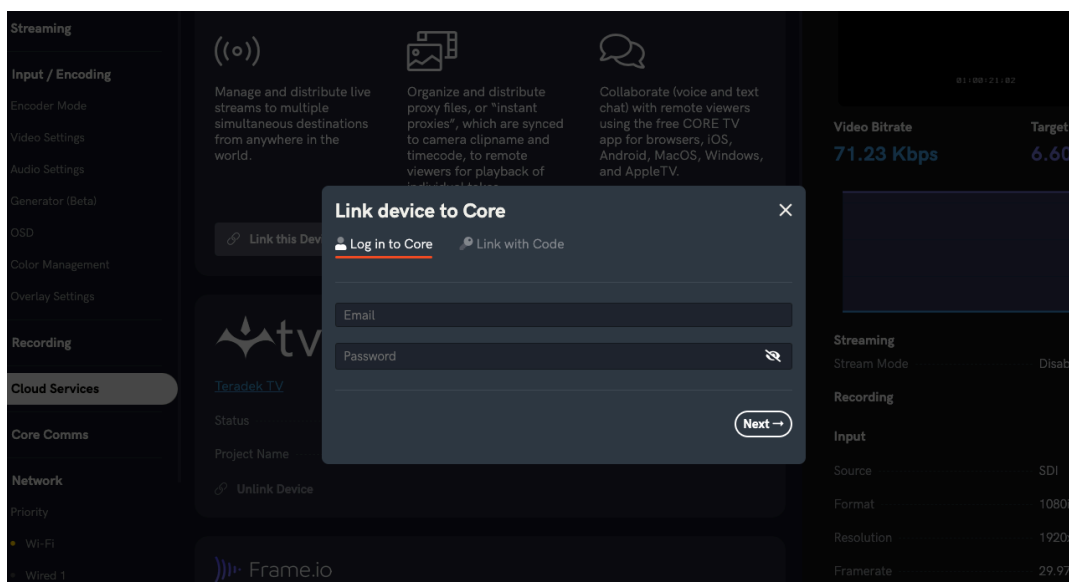 Streaming
Input / Encoding
Encoder Mode
Video Settings
Audio Settings
Generator (Beta)
OSD
Color Management
Overlay Settings
Recording
Cloud Services
Core Comms
Network
Priority
Wi-Fi
Wired 1
Manage and distribute live
streams to multiple
simultaneous destinations
from anywhere in the
world.
Organize and distribute
proxy files, or "instant
proxies", which are synced
to camera clipname and
timecode, to remote
viewers for playback of
individual takes.
Collaborate (voice and text
chat) with remote viewers
using the free CORE TV
app for browsers, iOS,
Android, MacOS, Windows,
and AppleTV.
Link this Dev
Link device to Core
Log in to Core
Link with Code
Email
Password
Next →
tv
Teradek TV
Status
Project Name
Unlink Device
Frame.io
01:00:21:02
Video Bitrate
Target
71.23 Kbps
6.60
Streaming
Stream Mode
Disab
Recording
Input
Source
SDI
Format
1080i
Resolution
1920
Framerate
29.97